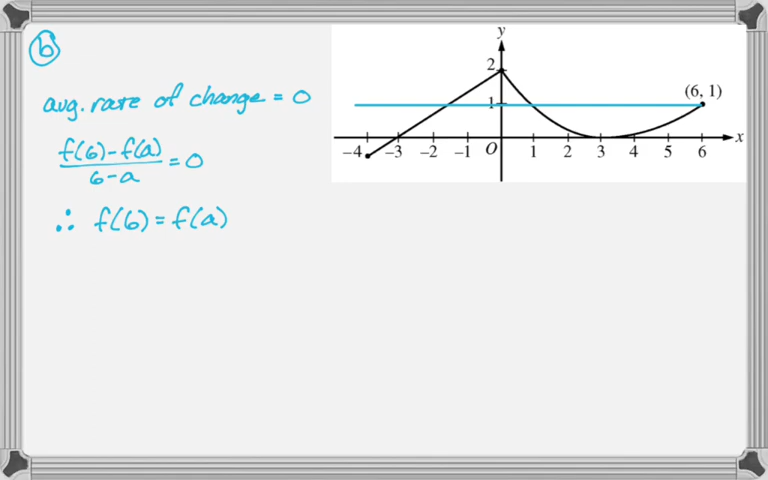 b
avg. rate of change = 0
f(6)-f(a)
6-a
= 0
∴ f(6) = f(a)
y
2
1
(6, 1)
x
−4 −3 −2 −1 O 1 2 3 4 5 6